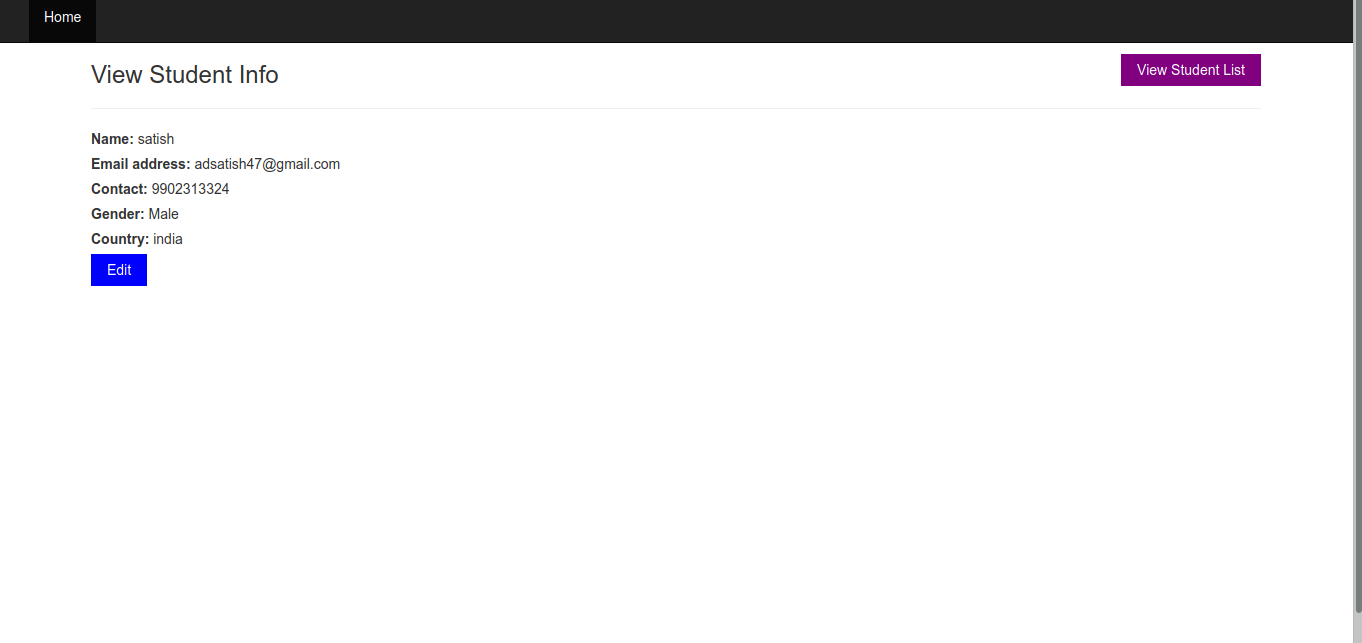 Home
View Student Info
View Student List
Name: satish
Email address: adsatish47@gmail.com
Contact: 9902313324
Gender: Male
Country: india
Edit